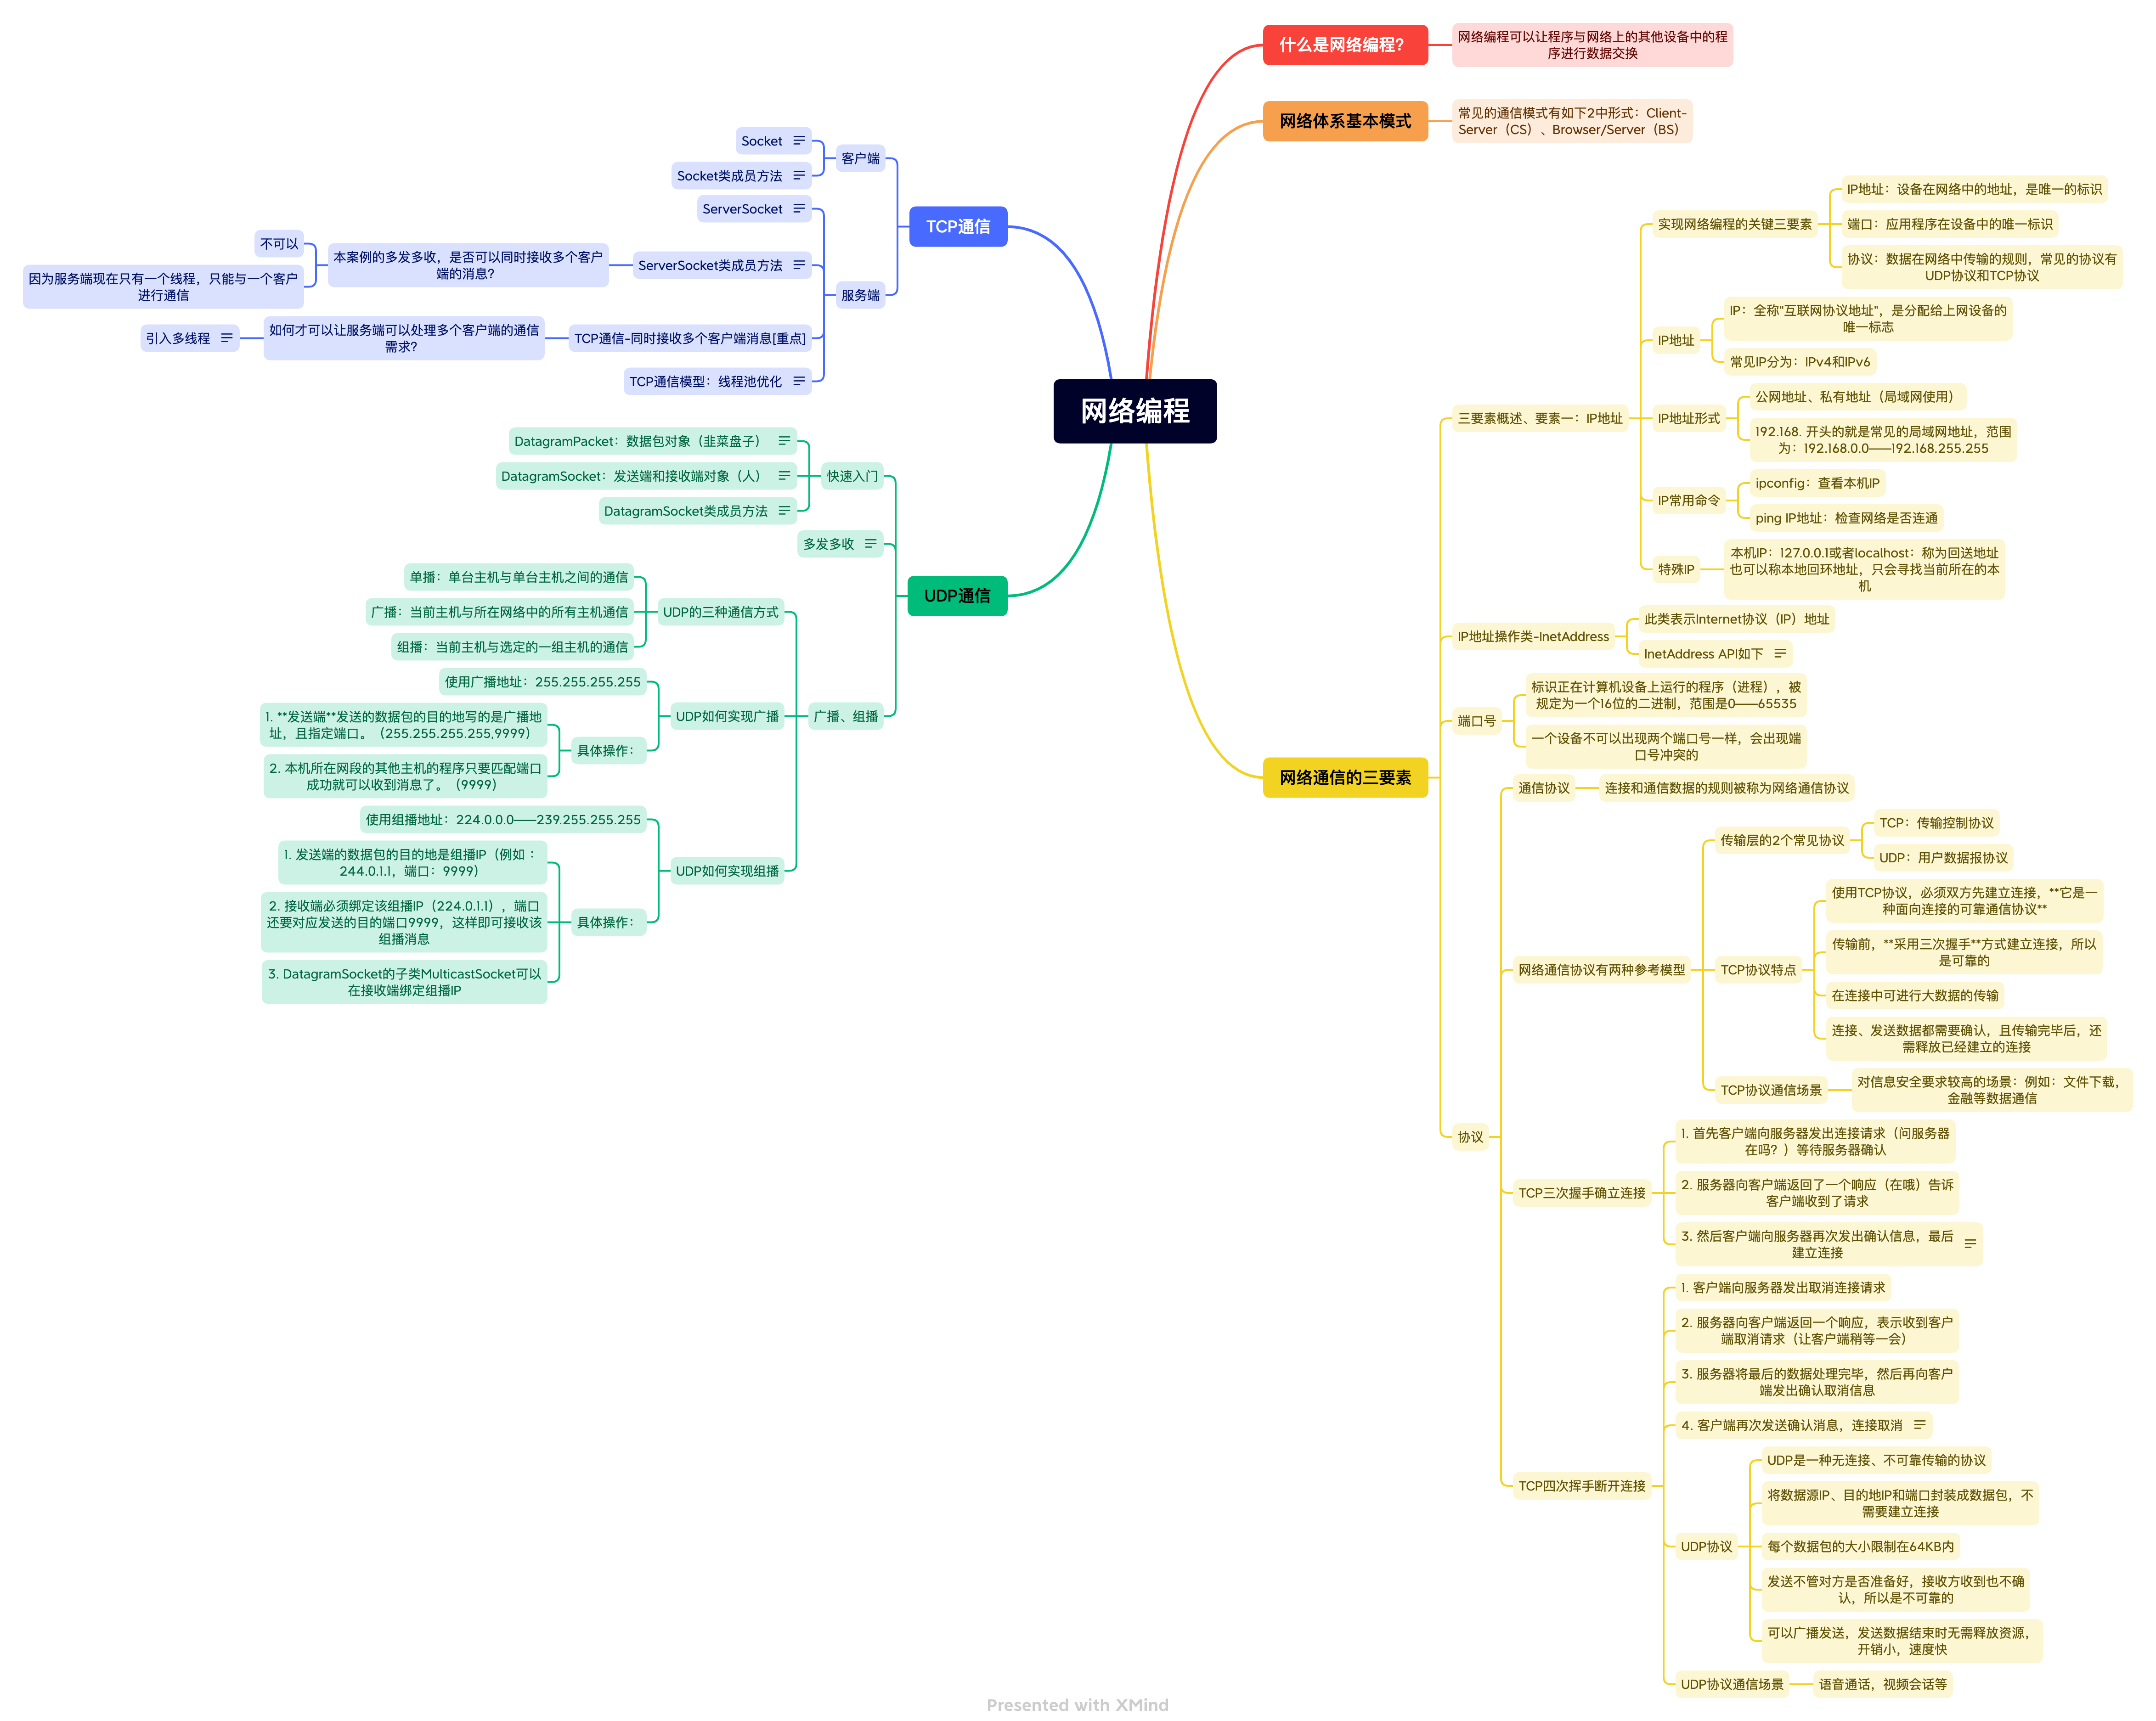 网络编程
什么是网络编程？
网络编程可以让程序与网络上的其他设备中的程
序进行数据交换
网络体系基本模式
常见的通信模式有如下2中形式：Client-
Server（CS）、Browser/Server（BS）
网络通信的三要素
三要素概述、要素一：IP地址
实现网络编程的关键三要素
IP地址：设备在网络中的地址，是唯一的标识
端口：应用程序在设备中的唯一标识
协议：数据在网络中传输的规则，常见的协议有
UDP协议和TCP协议
IP地址
IP：全称"互联网协议地址"，是分配给上网设备的
唯一标志
常见IP分为：IPv4和IPv6
IP地址形式
公网地址、私有地址（局域网使用）
192.168. 开头的就是常见的局域网地址，范围
为：192.168.0.0——192.168.255.255
IP常用命令
ipconfig：查看本机IP
ping IP地址：检查网络是否连通
特殊IP
本机IP：127.0.0.1或者localhost：称为回送地址
也可以称本地回环地址，只会寻找当前所在的本
机
IP地址操作类-InetAddress
此类表示Internet协议（IP）地址
InetAddress API如下
端口号
标识正在计算机设备上运行的程序（进程），被
规定为一个16位的二进制，范围是0——65535
一个设备不可以出现两个端口号一样，会出现端
口号冲突的
协议
通信协议
连接和通信数据的规则被称为网络通信协议
网络通信协议有两种参考模型
传输层的2个常见协议
TCP：传输控制协议
UDP：用户数据报协议
TCP协议特点
使用TCP协议，必须双方先建立连接，**它是一
种面向连接的可靠通信协议**
传输前，**采用三次握手**方式建立连接，所以
是可靠的
在连接中可进行大数据的传输
连接、发送数据都需要确认，且传输完毕后，还
需释放已经建立的连接
TCP协议通信场景
对信息安全要求较高的场景：例如：文件下载，
金融等数据通信
TCP三次握手确立连接
1. 首先客户端向服务器发出连接请求（问服务器
在吗？）等待服务器确认
2. 服务器向客户端返回了一个响应（在哦）告诉
客户端收到了请求
3. 然后客户端向服务器再次发出确认信息，最后
建立连接
TCP四次挥手断开连接
1. 客户端向服务器发出取消连接请求
2. 服务器向客户端返回一个响应，表示收到客户
端取消请求（让客户端稍等一会）
3. 服务器将最后的数据处理完毕，然后再向客户
端发出确认取消信息
4. 客户端再次发送确认消息，连接取消
UDP协议
UDP是一种无连接、不可靠传输的协议
将数据源IP、目的地IP和端口封装成数据包，不
需要建立连接
每个数据包的大小限制在64KB内
发送不管对方是否准备好，接收方收到也不确
认，所以是不可靠的
可以广播发送，发送数据结束时无需释放资源，
开销小，速度快
UDP协议通信场景
语音通话，视频会话等
TCP通信
客户端
Socket
Socket类成员方法
服务端
ServerSocket
ServerSocket类成员方法
本案例的多发多收，是否可以同时接收多个客户
端的消息？
不可以
因为服务端现在只有一个线程，只能与一个客户
进行通信
TCP通信-同时接收多个客户端消息[重点]
如何才可以让服务端可以处理多个客户端的通信
需求？
引入多线程
TCP通信模型：线程池优化
UDP通信
快速入门
DatagramPacket：数据包对象（韭菜盘子）
DatagramSocket：发送端和接收端对象（人）
DatagramSocket类成员方法
多发多收
广播、组播
UDP的三种通信方式
单播：单台主机与单台主机之间的通信
广播：当前主机与所在网络中的所有主机通信
组播：当前主机与选定的一组主机的通信
UDP如何实现广播
使用广播地址：255.255.255.255
具体操作：
1. **发送端**发送的数据包的目的地写的是广播地
址，且指定端口。（255.255.255.255,9999）
2. 本机所在网段的其他主机的程序只要匹配端口
成功就可以收到消息了。（9999）
UDP如何实现组播
使用组播地址：224.0.0.0——239.255.255.255
具体操作：
1. 发送端的数据包的目的地是组播IP（例如：
244.0.1.1，端口：9999）
2. 接收端必须绑定该组播IP（224.0.1.1），端口
还要对应发送的目的端口9999，这样即可接收该
组播消息
3. DatagramSocket的子类MulticastSocket可以
在接收端绑定组播IP
Presented with XMind